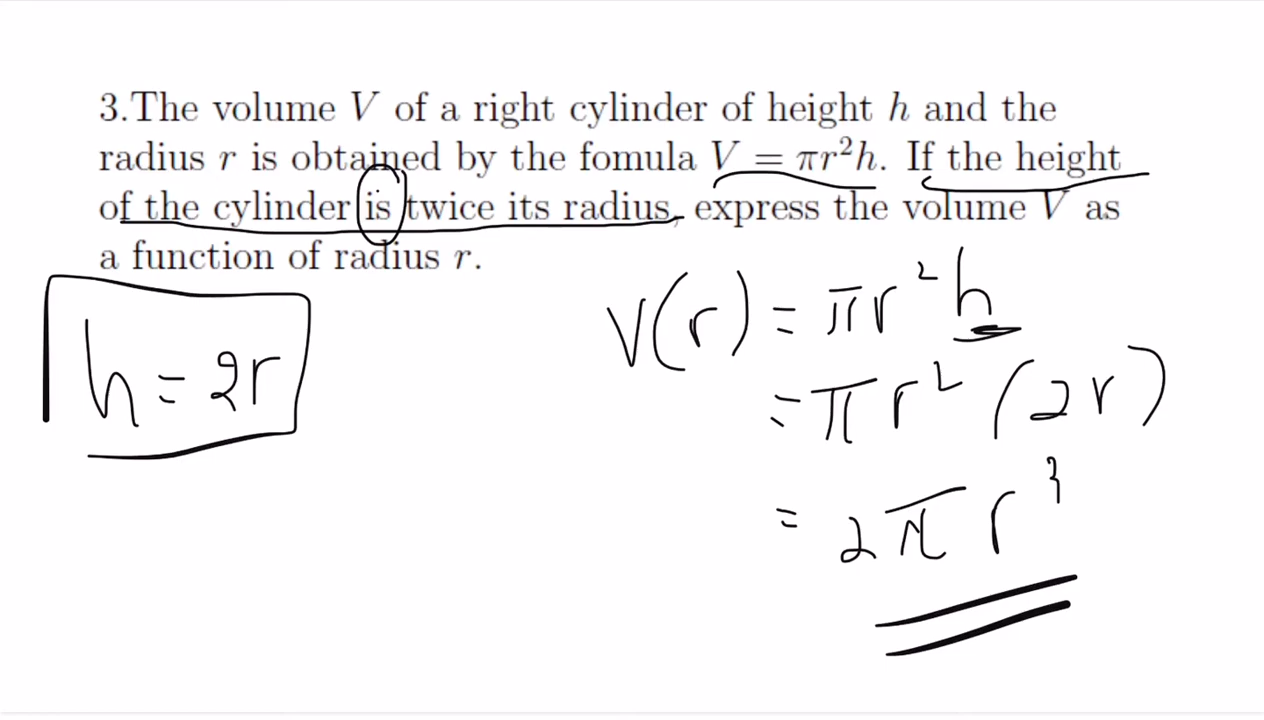 3.The volume V of a right cylinder of height h and the
radius r is obtained by the fomula V = πr²h. If the height
of the cylinder is twice its radius, express the volume V as
a function of radius r.
h = 2r
V(r) = πr²h
= πr²(2r)
= 2πr³